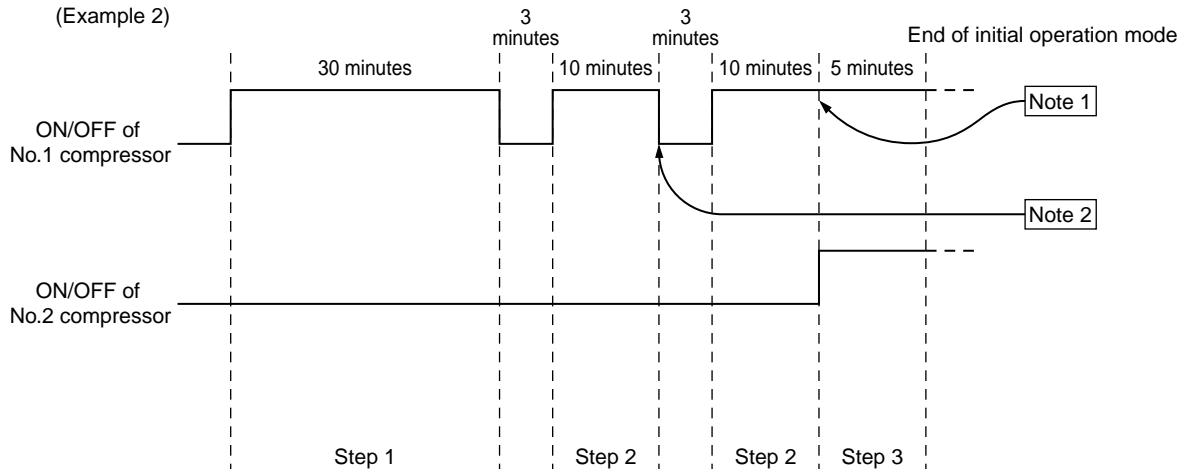 (Example 2)
3
minutes
3
minutes
End of initial operation mode
30 minutes
10 minutes
10 minutes
5 minutes
Note 1
ON/OFF of
No.1 compressor
Note 2
ON/OFF of
No.2 compressor
Step 1
Step 2
Step 2
Step 3